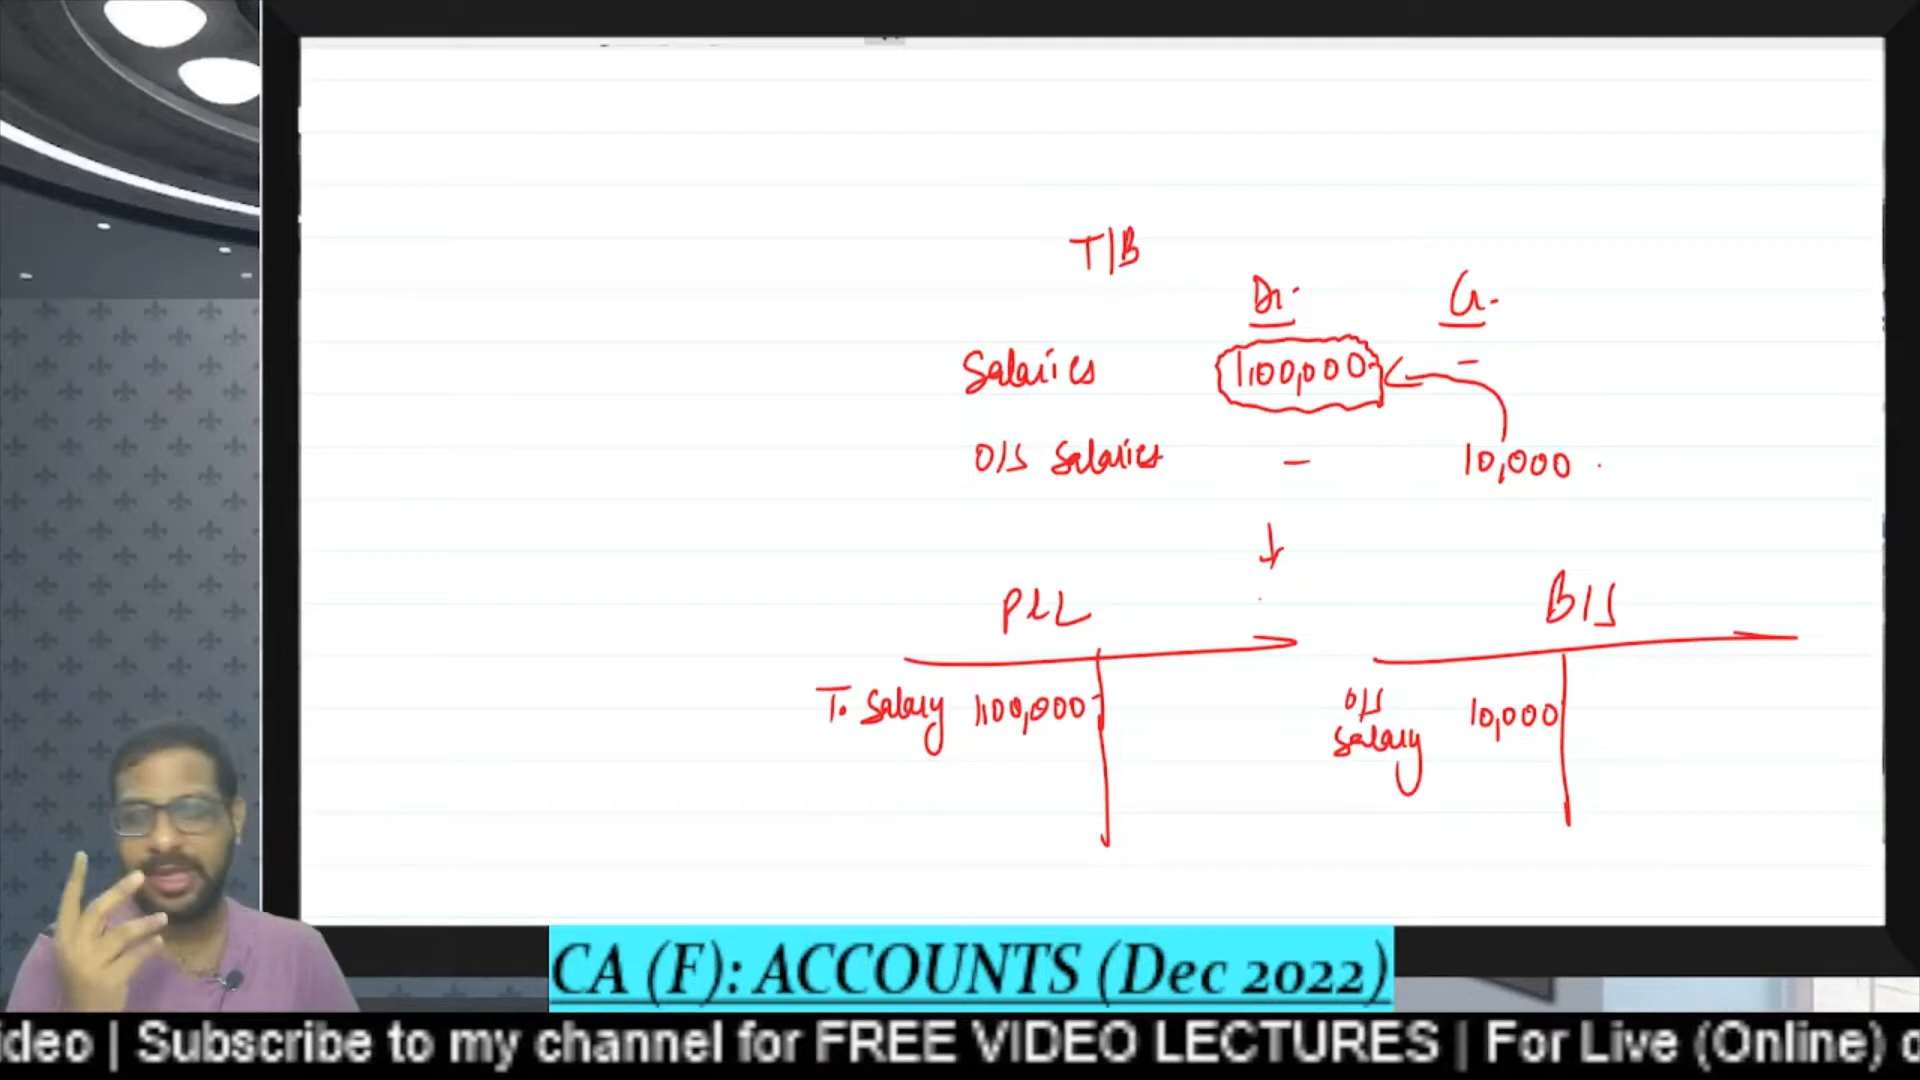 T/B
Dr. Cr.
Salaries 1,00,000 -
O/S Salaries - 10,000
P&L B/S
To Salary 1,00,000
O/S Salary 10,000
CA (F): ACCOUNTS (Dec 2022)
ideo | Subscribe to my channel for FREE VIDEO LECTURES | For Live (Online) o